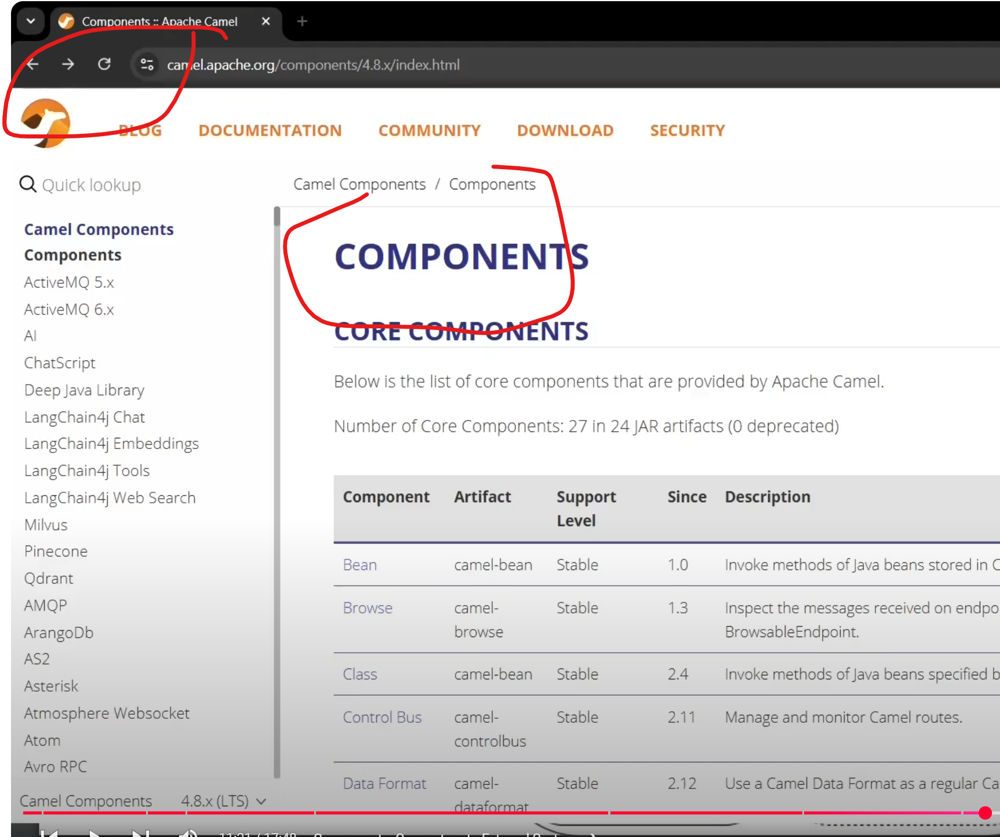 Components :: Apache Camel
camel.apache.org/components/4.8.x/index.html
BLOG DOCUMENTATION COMMUNITY DOWNLOAD SECURITY
Quick lookup
Camel Components / Components
Camel Components
Components
ActiveMQ 5.x
ActiveMQ 6.x
AI
ChatScript
Deep Java Library
LangChain4j Chat
LangChain4j Embeddings
LangChain4j Tools
LangChain4j Web Search
Milvus
Pinecone
Qdrant
AMQP
ArangoDb
AS2
Asterisk
Atmosphere Websocket
Atom
Avro RPC
Camel Components 4.8.x (LTS)
COMPONENTS
CORE COMPONENTS
Below is the list of core components that are provided by Apache Camel.
Number of Core Components: 27 in 24 JAR artifacts (0 deprecated)
Component Artifact Support Level Since Description
Bean camel-bean Stable 1.0 Invoke methods of Java beans stored in
Browse camel- Stable 1.3 Inspect the messages received on
browse BrowsableEndpoint.
Class camel-bean Stable 2.4 Invoke methods of Java beans specified
Control Bus camel- Stable 2.11 Manage and monitor Camel routes.
controlbus
Data Format camel- Stable 2.12 Use a Camel Data Format as a regular
dataformat